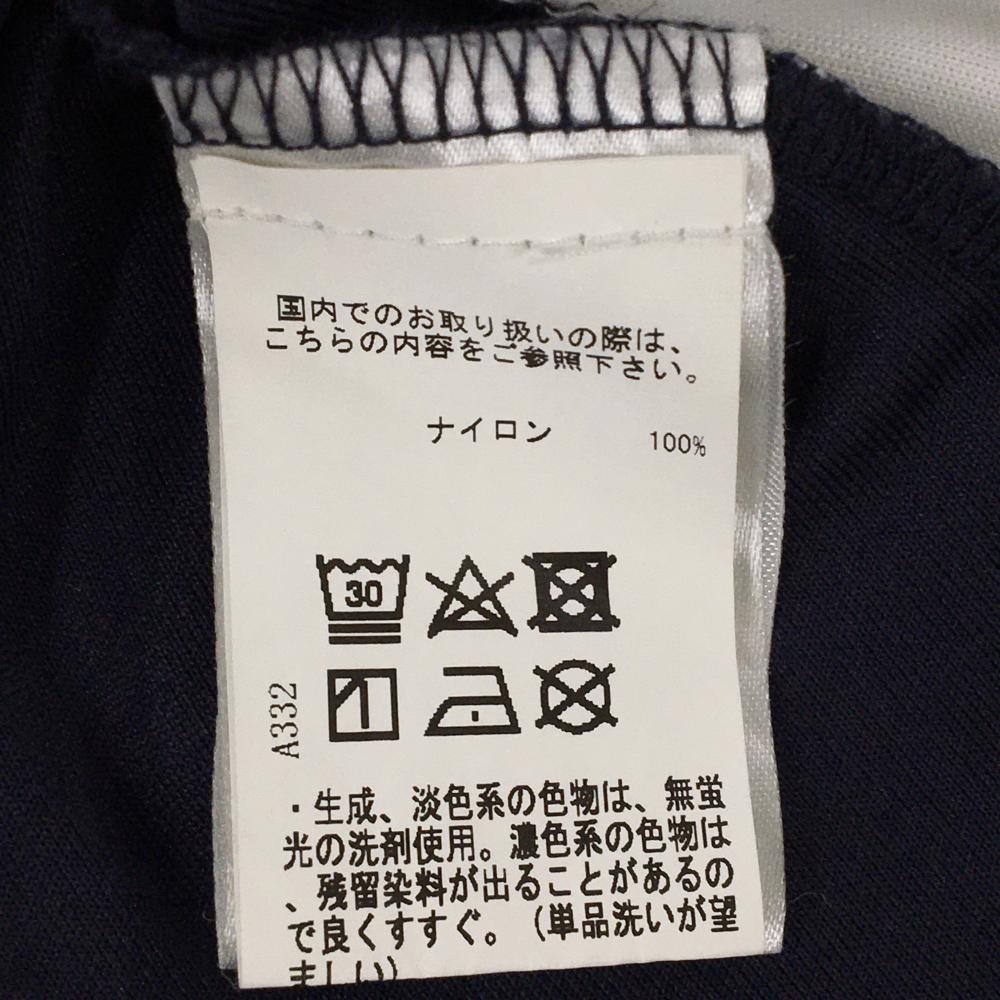 国内でのお取り扱いの際は、
こちらの内容をご参照下さい。
ナイロン 100%
30
A332
・生成、淡色系の色物は、無蛍
光の洗剤使用。濃色系の色物は
、残留染料が出ることがあるの
で良くすすぐ。（単品洗いが望
ましい）